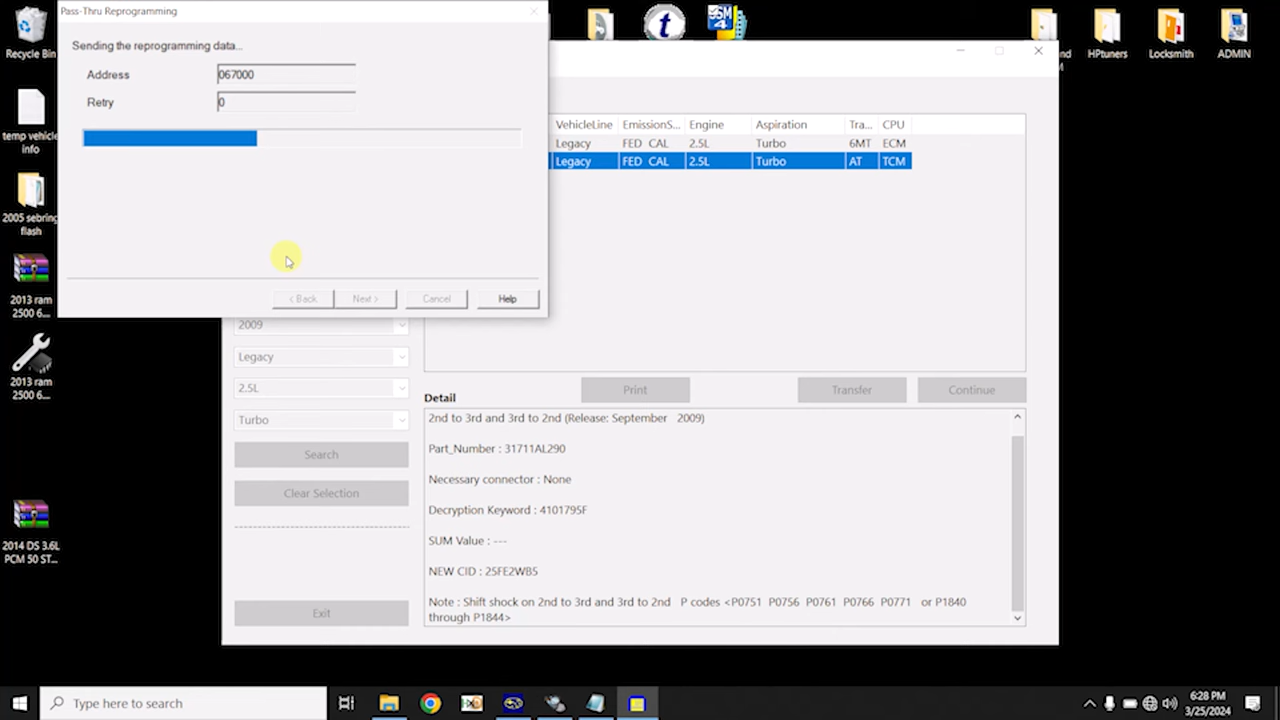 Pass-Thru Reprogramming
Sending the reprogramming data...
Address 067000
Retry 0
< Back Next > Cancel Help
Recycle Bin
temp vehicle
info
2005 sebring
flash
2013 ram
2500 6...
2013 ram
2500 6...
2014 DS 3.6L
PCM 50 ST...
HPtuners
Locksmith
ADMIN
VehicleLine EmissionS... Engine Aspiration Tra... CPU
Legacy FED CAL 2.5L Turbo 6MT ECM
Legacy FED CAL 2.5L Turbo AT TCM
2009
Legacy
2.5L
Turbo
Search
Clear Selection
Exit
Print Transfer Continue
Detail
2nd to 3rd and 3rd to 2nd (Release: September 2009)
Part_Number : 31711AL290
Necessary connector : None
Decryption Keyword : 4101795F
SUM Value : ---
NEW CID : 25FE2WB5
Note : Shift shock on 2nd to 3rd and 3rd to 2nd P codes <P0751 P0756 P0761 P0766 P0771 or P1840
through P1844>
Type here to search
6:28 PM
3/25/2024